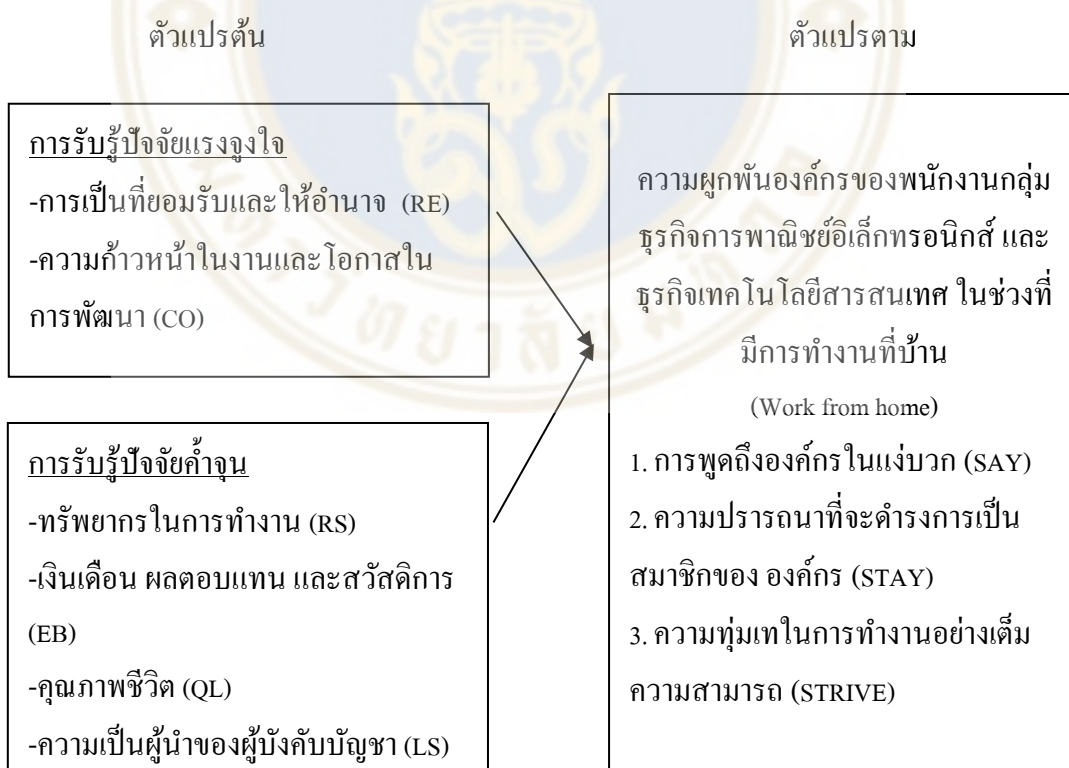 ตัวแปรต้น
ตัวแปรตาม
การรับรู้ปัจจัยแรงจูงใจ
-การเป็นที่ยอมรับและให้อำนาจ (RE)
-ความก้าวหน้าในงานและโอกาสใน
การพัฒนา (CO)
การรับรู้ปัจจัยค้ำจุน
-ทรัพยากรในการทำงาน (RS)
-เงินเดือน ผลตอบแทน และสวัสดิการ
(EB)
-คุณภาพชีวิต (QL)
-ความเป็นผู้นำของผู้บังคับบัญชา (LS)
ความผูกพันองค์กรของพนักงานกลุ่ม
ธุรกิจการพาณิชย์อิเล็กทรอนิกส์ และ
ธุรกิจเทคโนโลยีสารสนเทศ ในช่วงที่
มีการทำงานที่บ้าน
(Work from home)
1. การพูดถึงองค์กรในแง่บวก (SAY)
2. ความปรารถนาที่จะดำรงการเป็น
สมาชิกของ องค์กร (STAY)
3. ความทุ่มเทในการทำงานอย่างเต็ม
ความสามารถ (STRIVE)